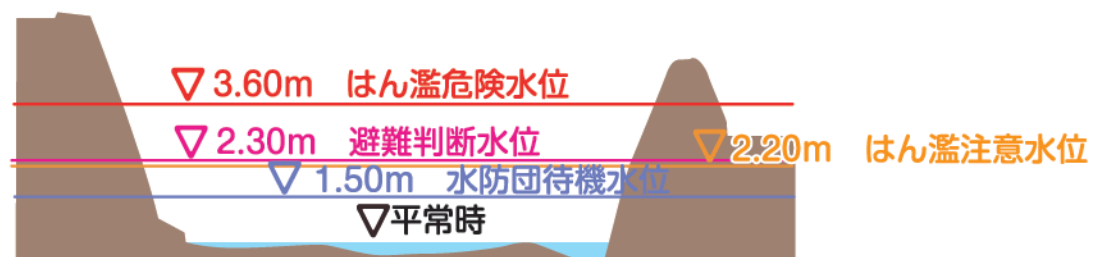 ▽3.60m はん濫危険水位
▽2.30m 避難判断水位
▽2.20m はん濫注意水位
▽1.50m 水防団待機水位
▽平常時